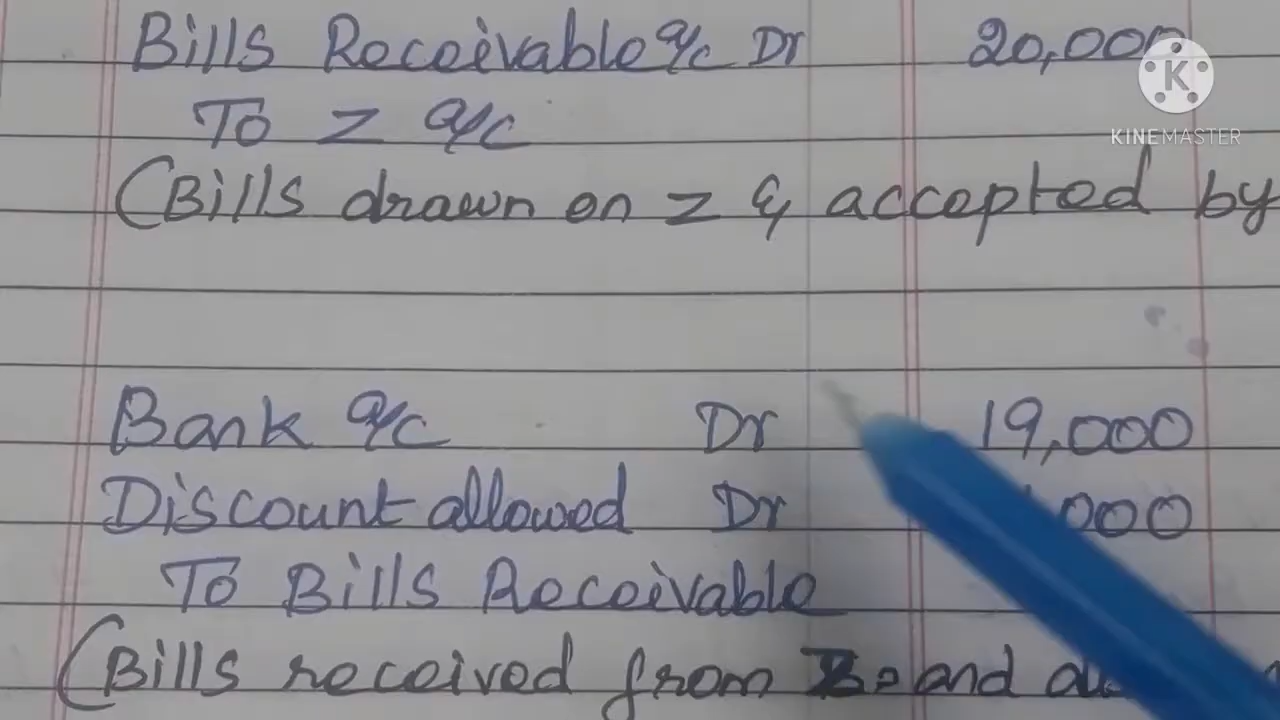 Bills Receivable a/c Dr 20,000
K
To Z a/c
KINEMASTER
(Bills drawn on Z & accepted by
Bank a/c Dr 19,000
Discount allowed Dr ,000
To Bills Receivable
(Bills received from and